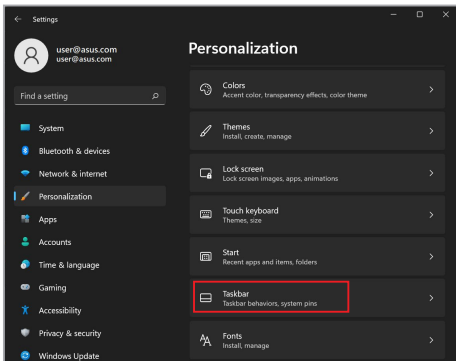 Settings
user@asus.com
user@asus.com
Find a setting
System
Bluetooth & devices
Network & internet
Personalization
Apps
Accounts
Time & language
Gaming
Accessibility
Privacy & security
Windows Update
Personalization
Colors
Accent color, transparency effects, color theme
Themes
Install, create, manage
Lock screen
Lock screen images, apps, animations
Touch keyboard
Themes, size
Start
Recent apps and items, folders
Taskbar
Taskbar behaviors, system pins
Fonts
Install, manage